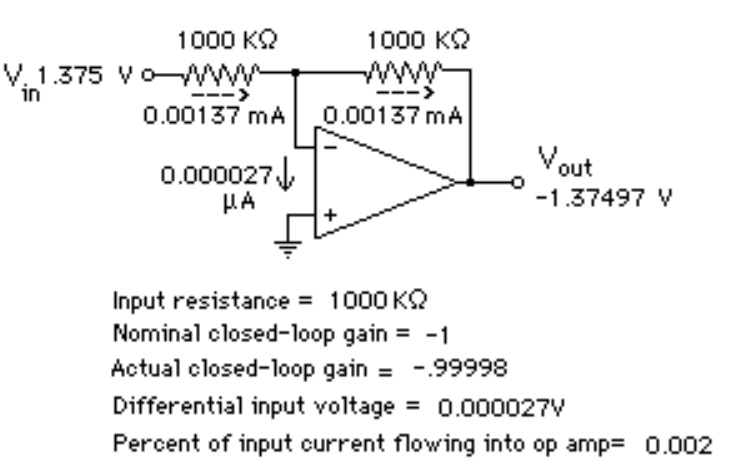 1000 KΩ 1000 KΩ
Vin 1.375 V
0.00137 mA 0.00137 mA
−
0.000027
µA
+
Vout
-1.37497 V
Input resistance = 1000 KΩ
Nominal closed-loop gain = -1
Actual closed-loop gain = -.99998
Differential input voltage = 0.000027V
Percent of input current flowing into op amp= 0.002